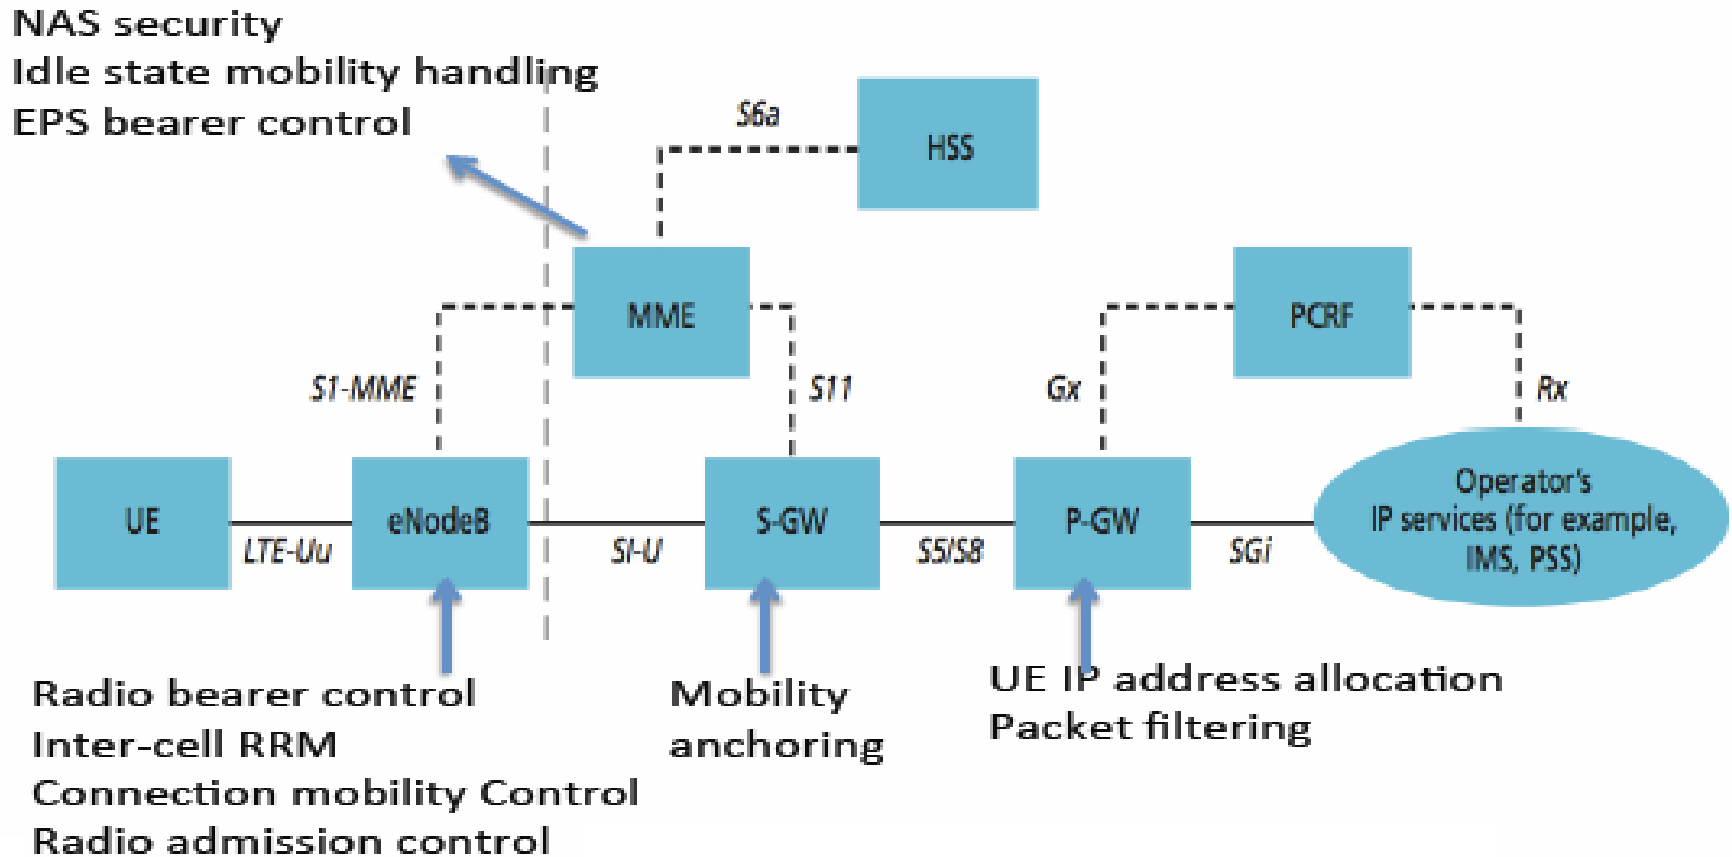 NAS security
Idle state mobility handling
EPS bearer control
S6a
HSS
MME
PCRF
S1-MME
S11
Gx
Rx
UE
eNodeB
S-GW
P-GW
Operator's
IP services (for example,
IMS, PSS)
LTE-Uu
SI-U
S5/S8
SGi
Radio bearer control
Inter-cell RRM
Connection mobility Control
Radio admission control
Mobility
anchoring
UE IP address allocation
Packet filtering